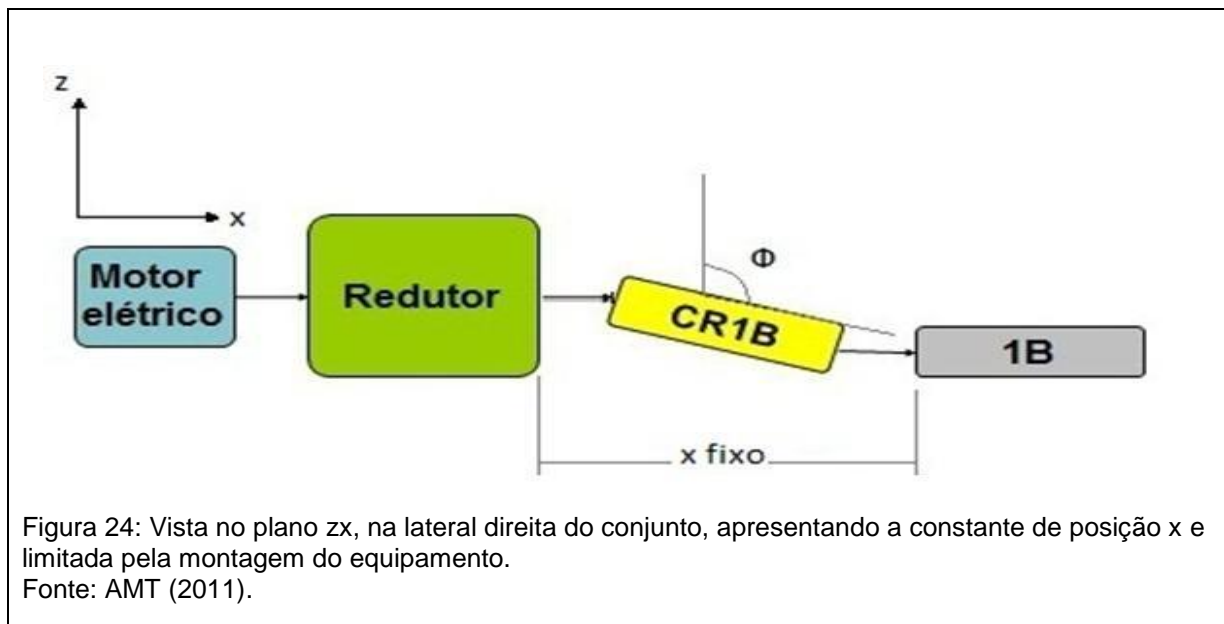 z
x
Motor
elétrico
Redutor
CR1B
Φ
1B
x fixo
Figura 24: Vista no plano zx, na lateral direita do conjunto, apresentando a constante de posição x e
limitada pela montagem do equipamento.
Fonte: AMT (2011).